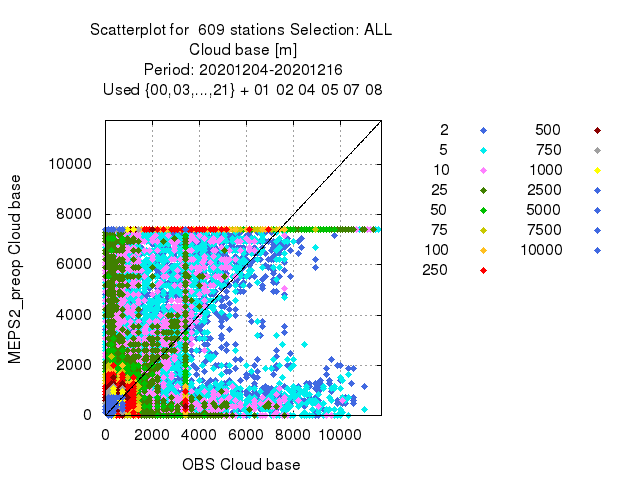 Scatterplot for  609 stations Selection: ALL
Cloud base [m]
Period: 20201204-20201216
Used {00,03,...,21} + 01 02 04 05 07 08
MEPS2_preop Cloud base
10000
8000
6000
4000
2000
0
0 2000 4000 6000 8000 10000
OBS Cloud base
2 500
5 750
10 1000
25 2500
50 5000
75 7500
100 10000
250